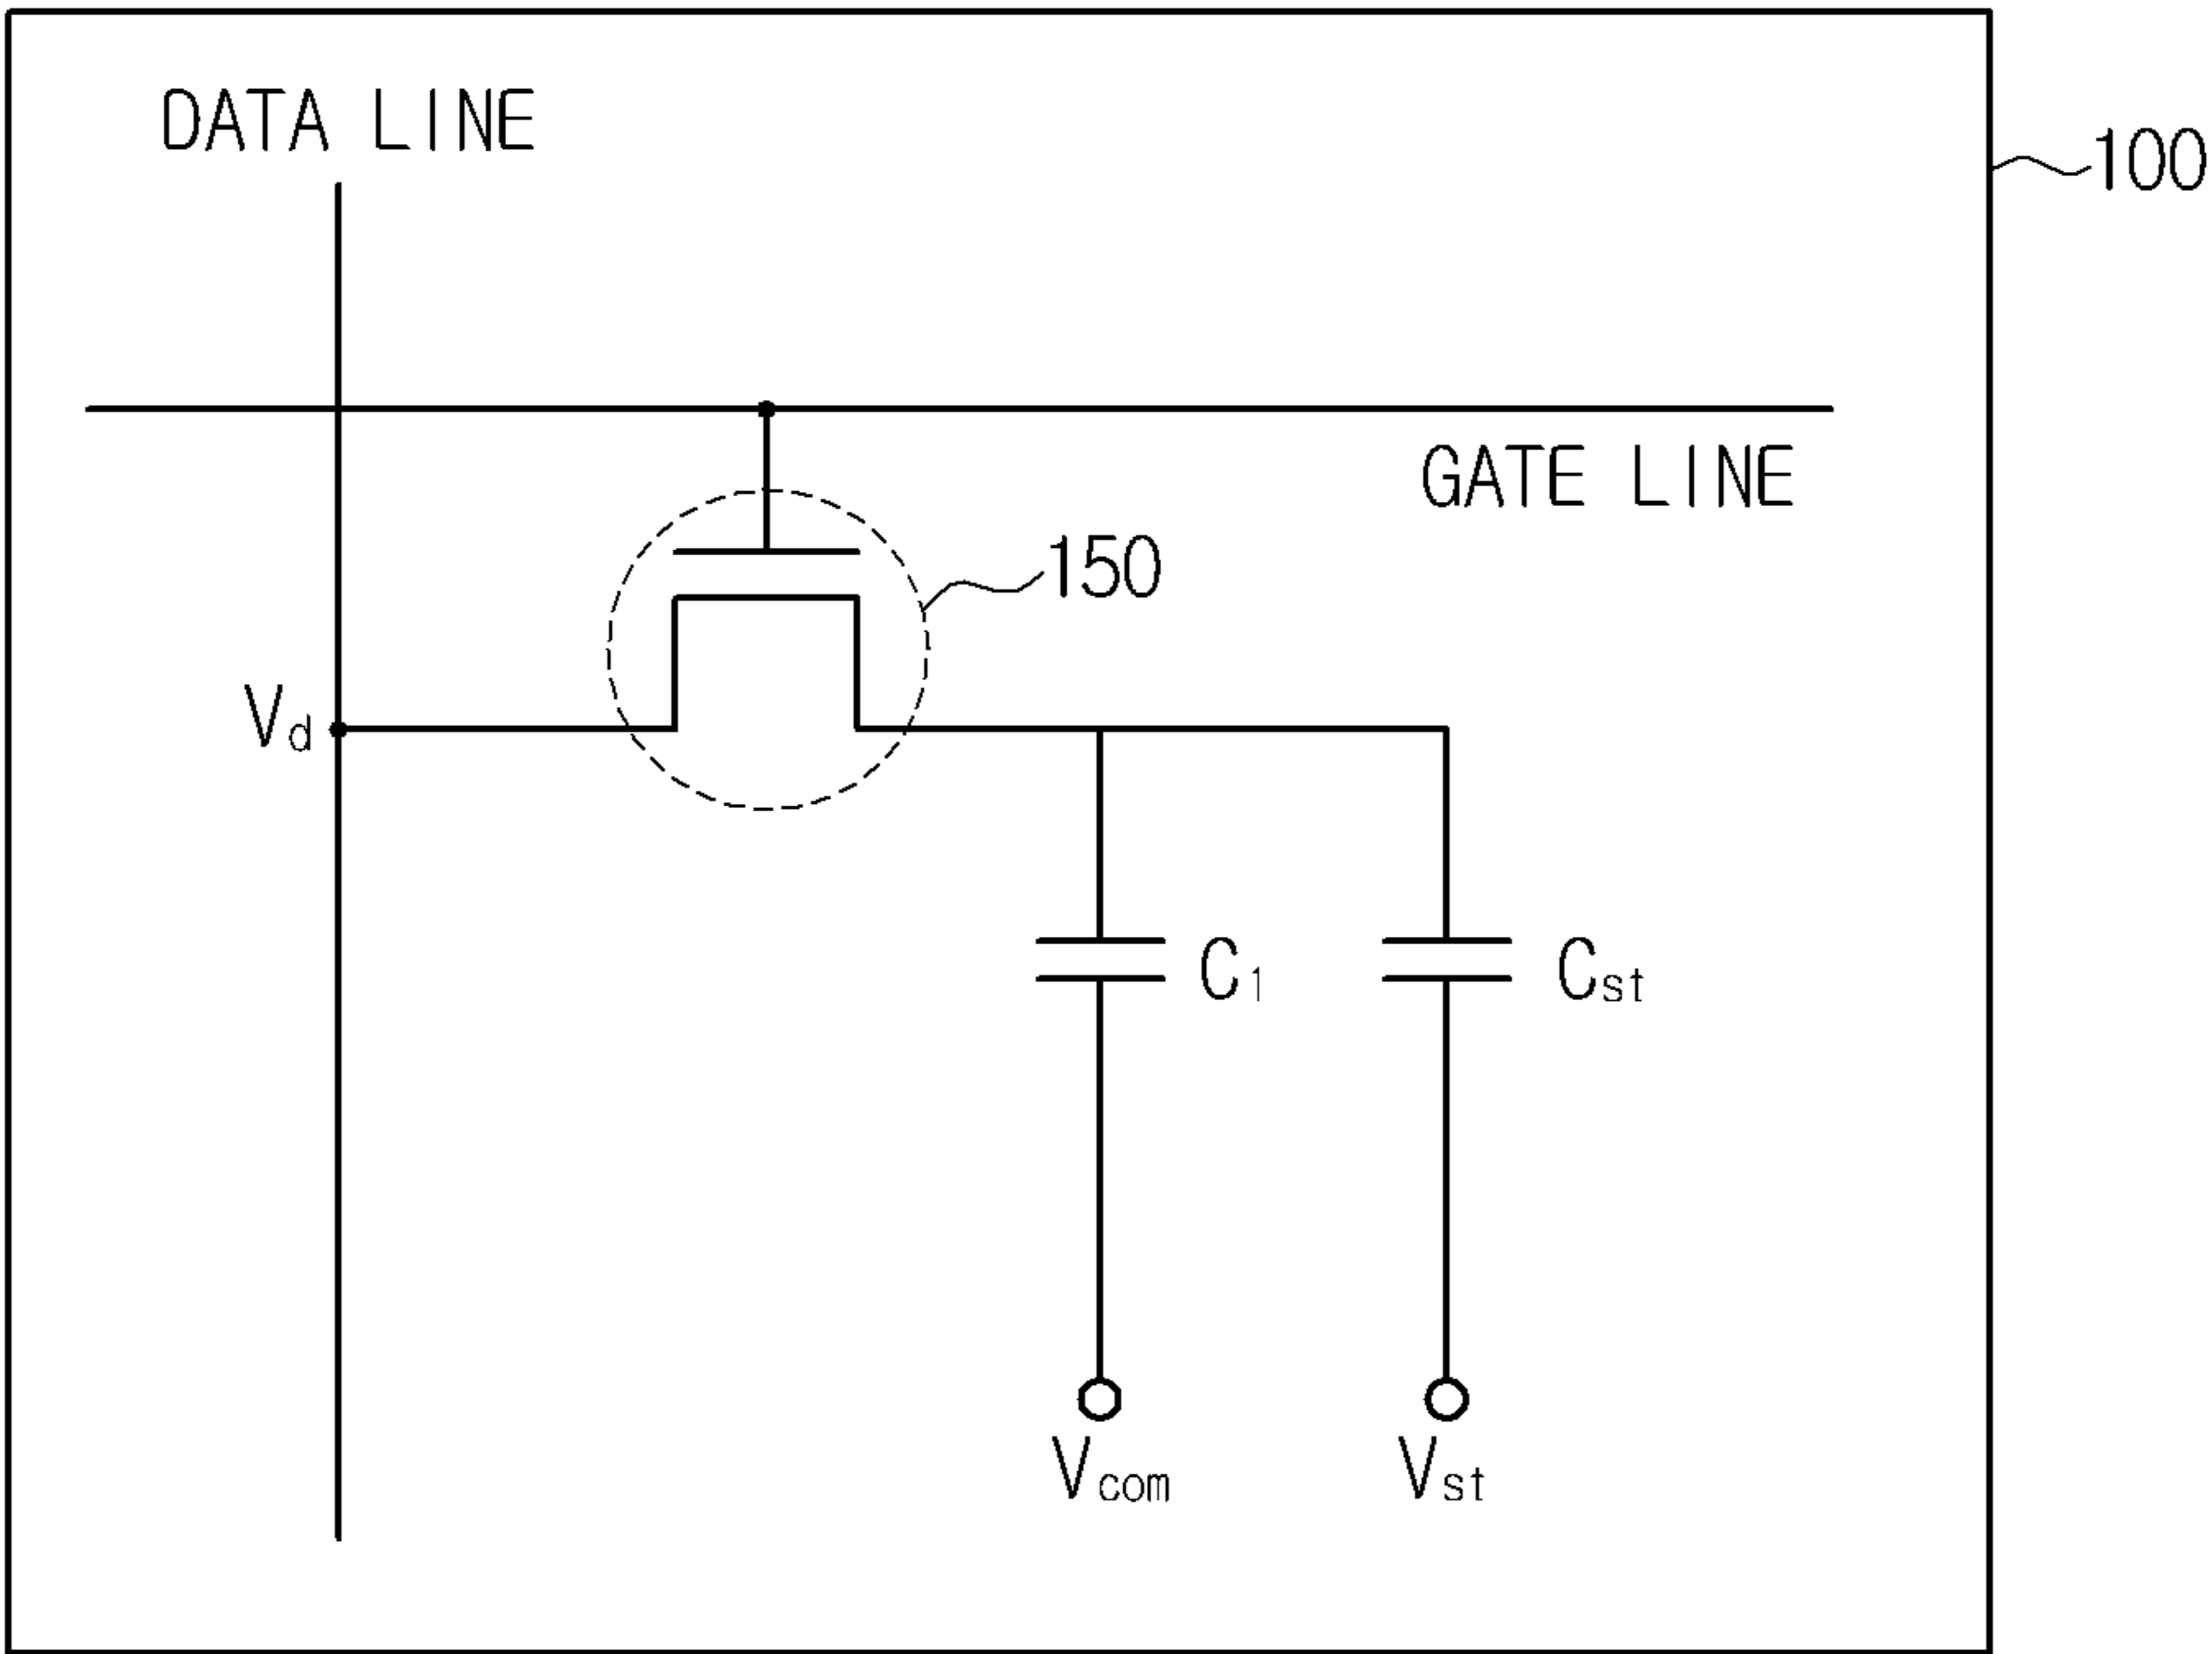 DATA LINE
100
GATE LINE
150
Vd
C1
Cst
Vcom
Vst